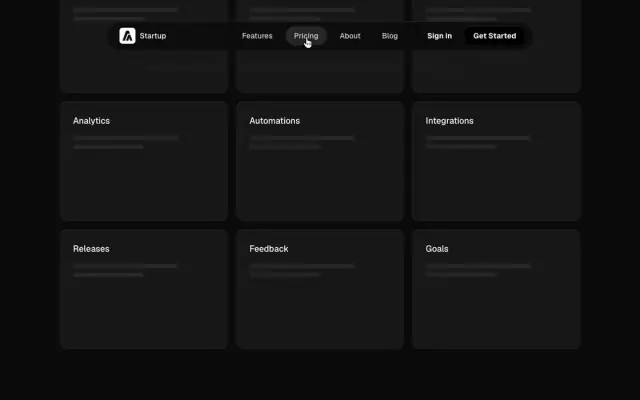 Startup Features Pricing About Blog Sign in Get Started
Analytics Automations Integrations
Releases Feedback Goals